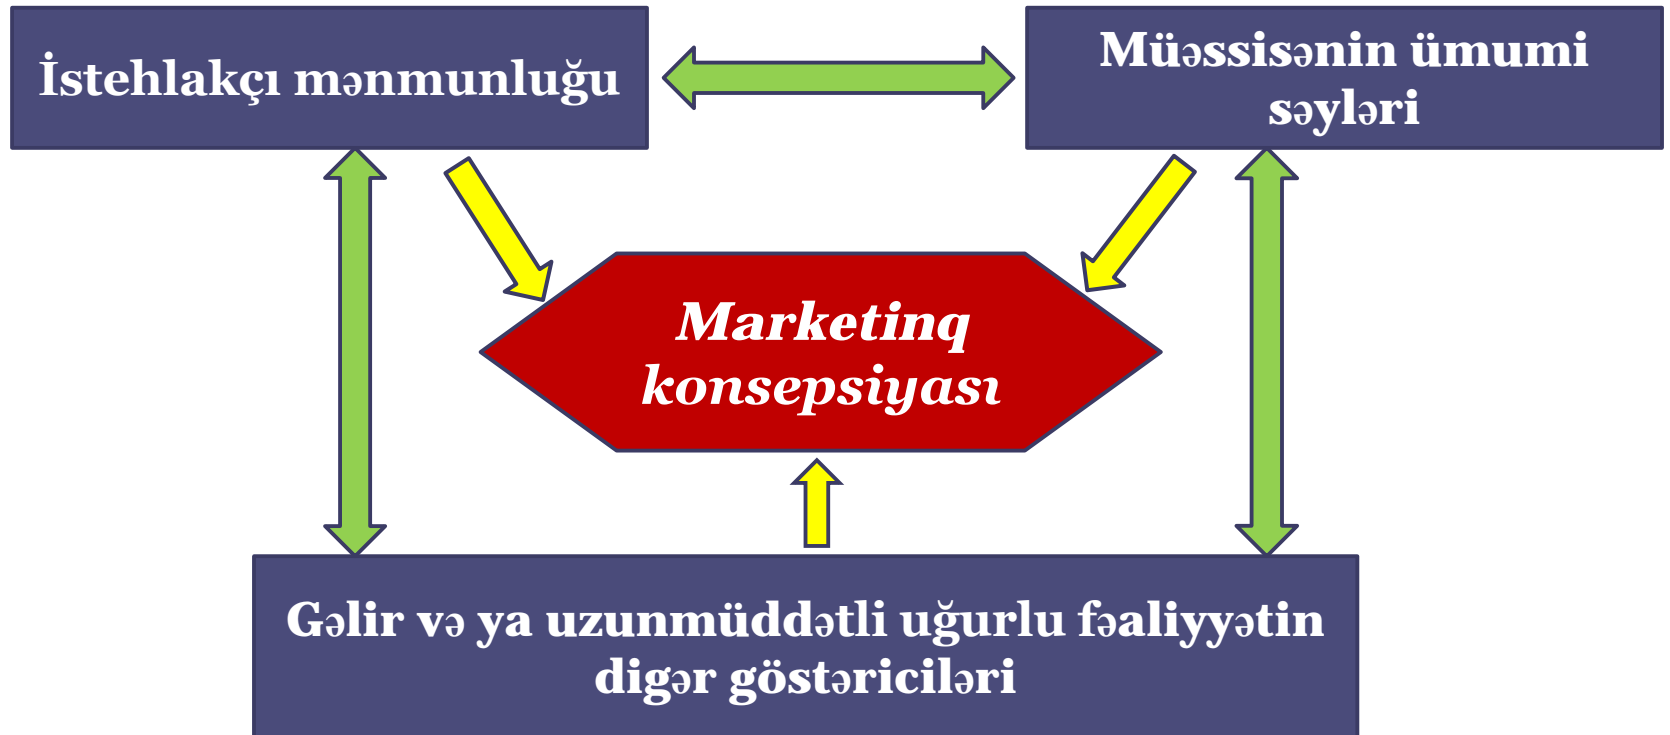 İstehlakçı mənmunluğu
Müəssisənin ümumi
səyləri
Marketinq
konsepsiyası
Gəlir və ya uzunmüddətli uğurlu fəaliyyətin
digər göstəriciləri